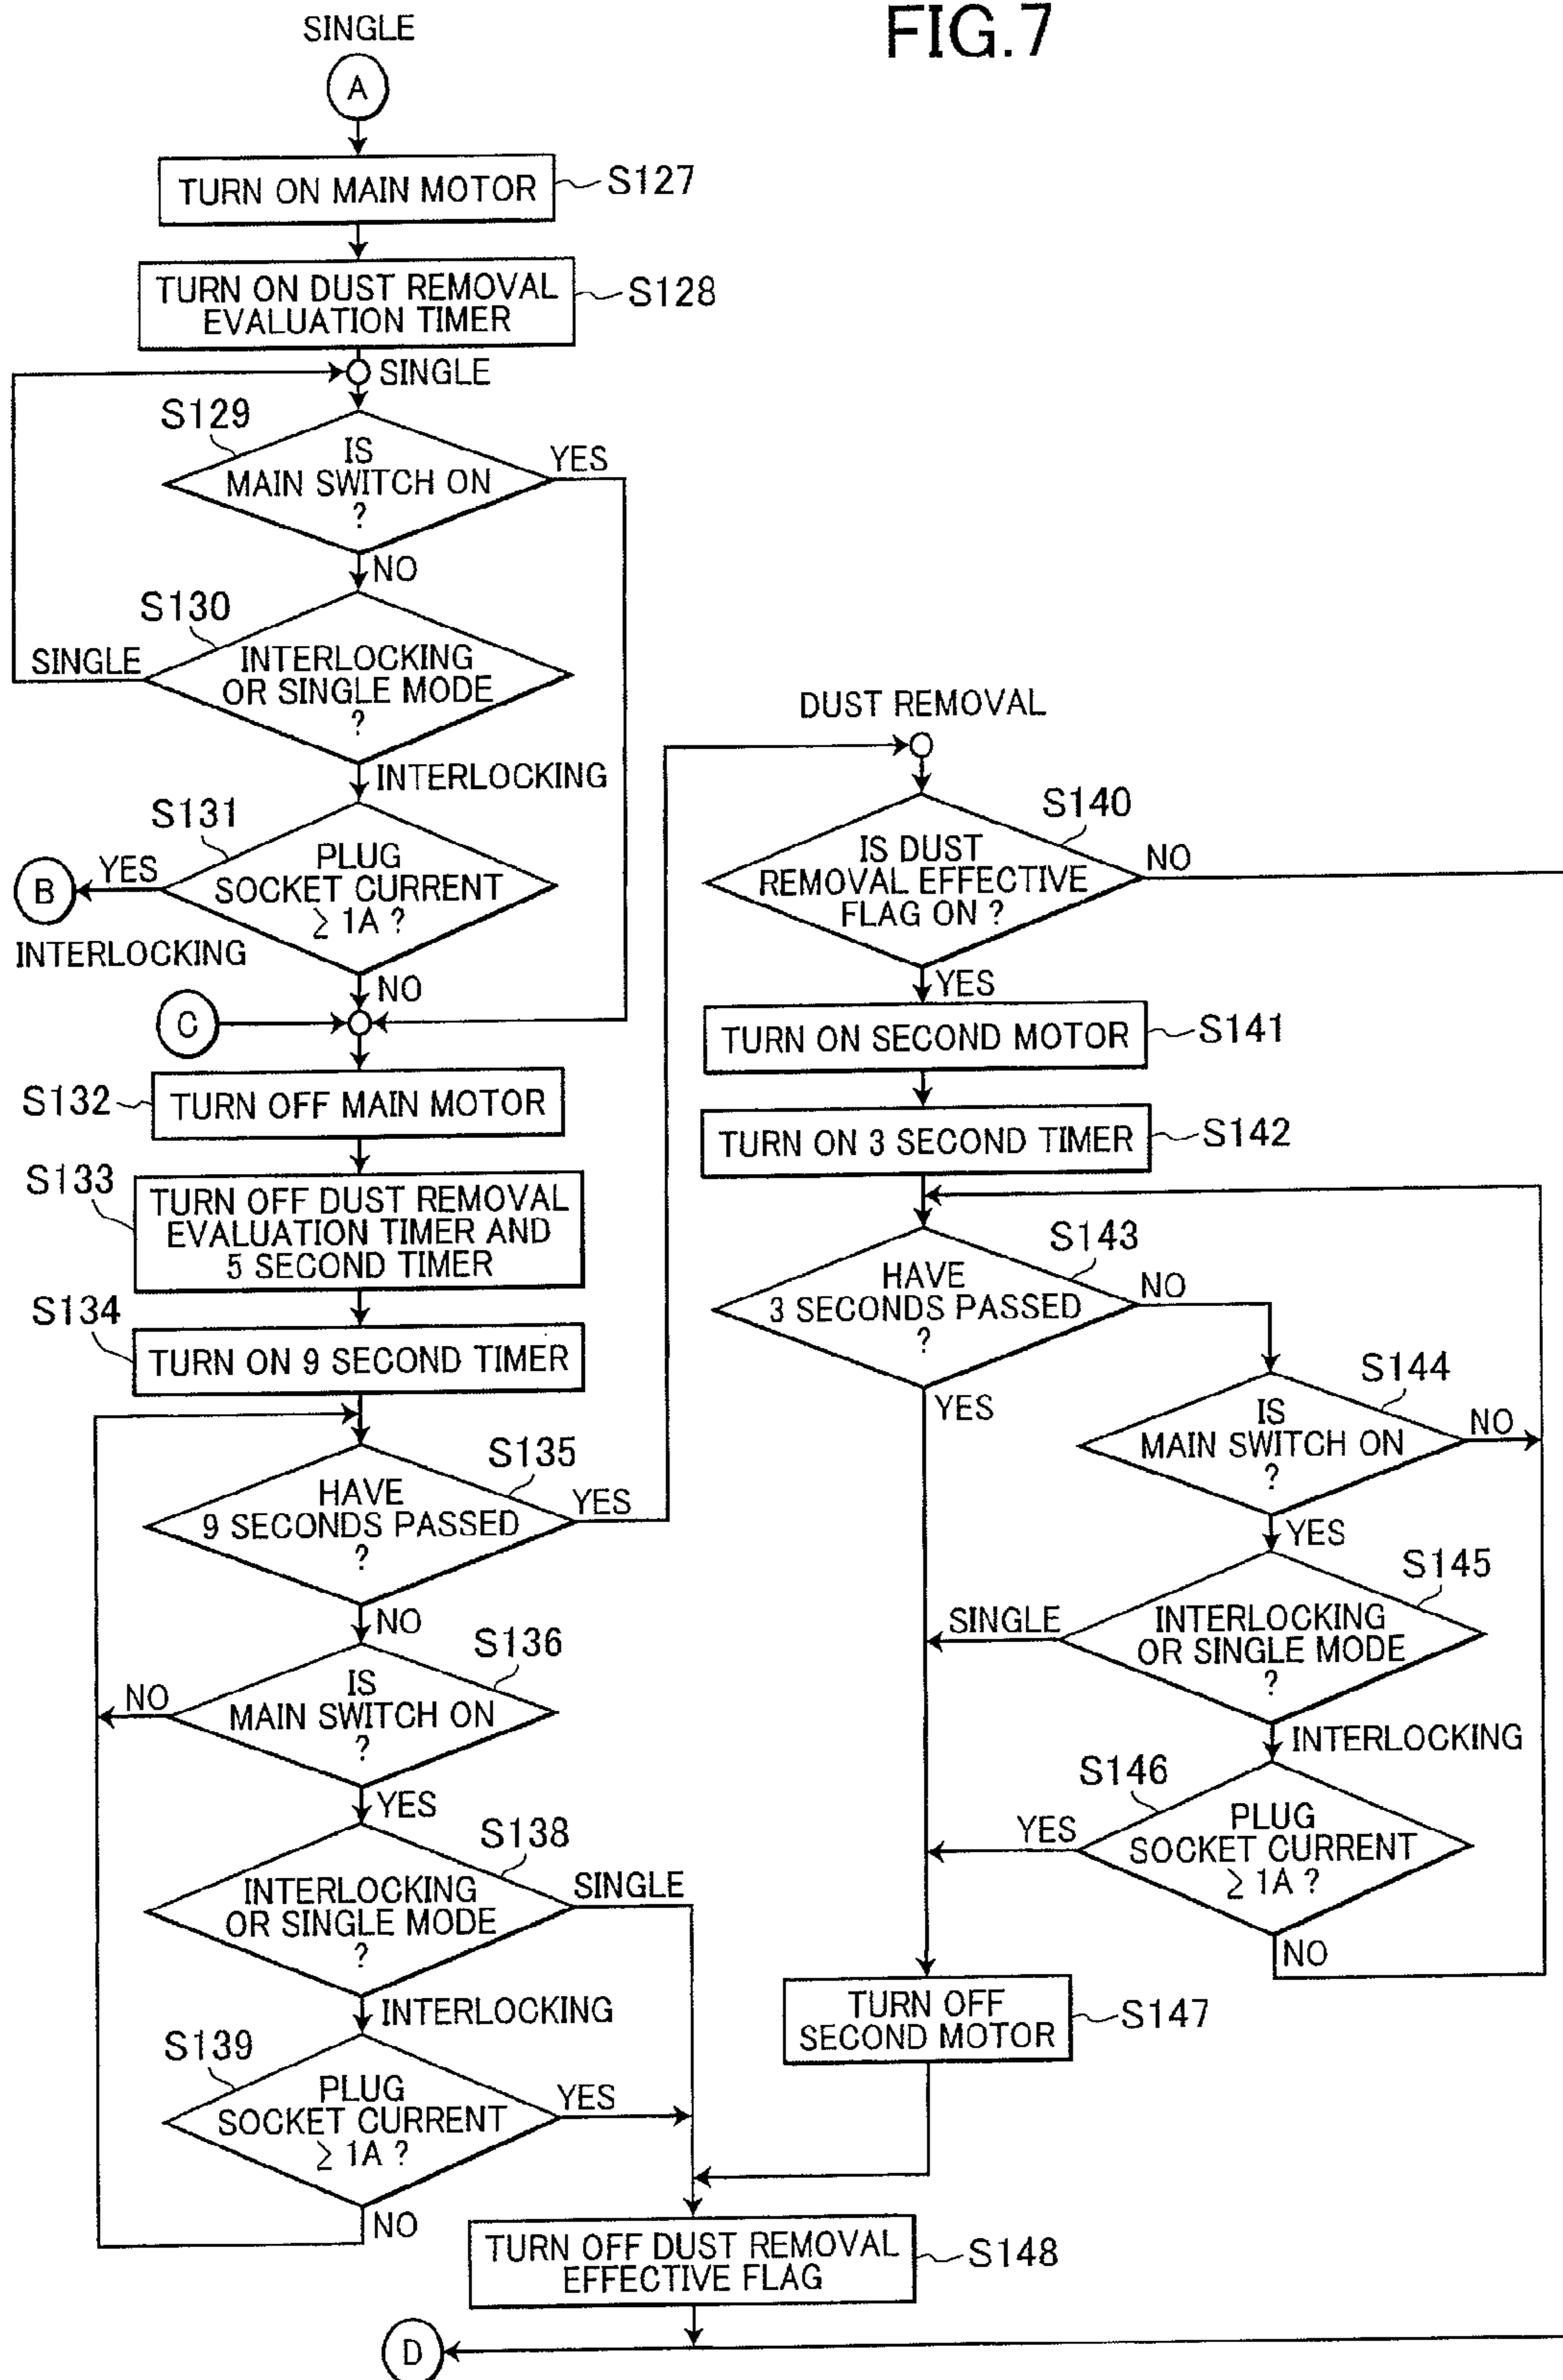 FIG.7
SINGLE
A
TURN ON MAIN MOTOR
S127
TURN ON DUST REMOVAL
EVALUATION TIMER
S128
SINGLE
S129
IS
MAIN SWITCH ON
?
YES
NO
S130
INTERLOCKING
OR SINGLE MODE
?
SINGLE
INTERLOCKING
S131
PLUG
SOCKET CURRENT
≥ 1A ?
YES
B
INTERLOCKING
NO
C
S132
TURN OFF MAIN MOTOR
S133
TURN OFF DUST REMOVAL
EVALUATION TIMER AND
5 SECOND TIMER
S134
TURN ON 9 SECOND TIMER
S135
HAVE
9 SECONDS PASSED
?
YES
NO
S136
IS
MAIN SWITCH ON
?
NO
YES
S138
INTERLOCKING
OR SINGLE MODE
?
SINGLE
INTERLOCKING
S139
PLUG
SOCKET CURRENT
≥ 1A ?
YES
NO
DUST REMOVAL
S140
IS DUST
REMOVAL EFFECTIVE
FLAG ON ?
NO
YES
TURN ON SECOND MOTOR
S141
TURN ON 3 SECOND TIMER
S142
S143
HAVE
3 SECONDS PASSED
?
NO
YES
S144
IS
MAIN SWITCH ON
?
NO
YES
S145
INTERLOCKING
OR SINGLE MODE
?
SINGLE
INTERLOCKING
S146
PLUG
SOCKET CURRENT
≥ 1A ?
YES
NO
TURN OFF
SECOND MOTOR
S147
TURN OFF DUST REMOVAL
EFFECTIVE FLAG
S148
D